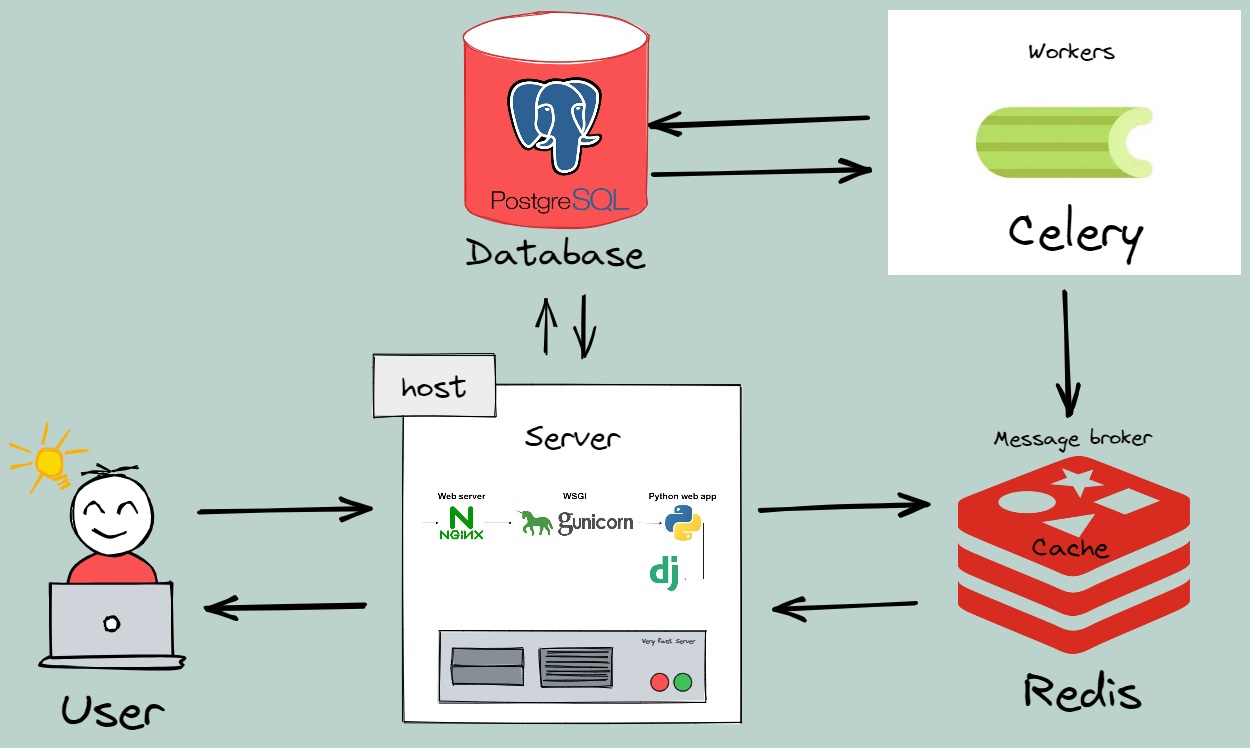 Workers
Celery
PostgreSQL
Database
host
Server
Web server
NGINX
WSGI
gunicorn
Python web app
dj
Very fast server
Message broker
Cache
Redis
User